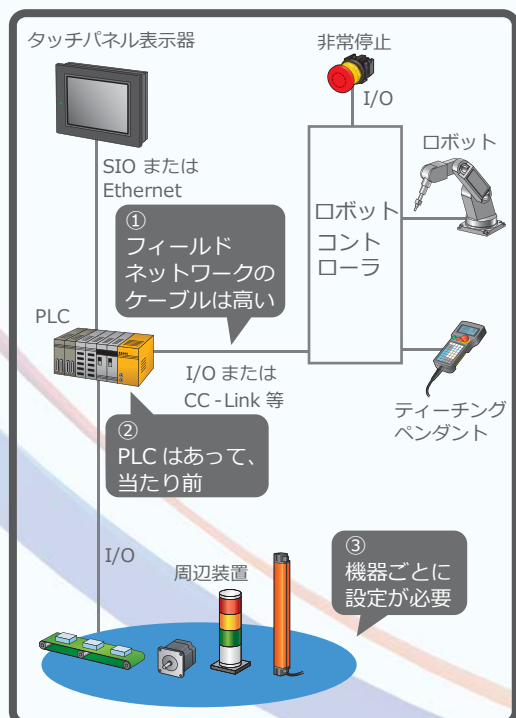 タッチパネル表示器
非常停止
I/O
ロボット
SIO または
Ethernet
ロボット
コント
ローラ
①
フィールド
ネットワークの
ケーブルは高い
PLC
I/O または
CC-Link 等
ティーチング
ペンダント
②
PLC はあって、
当たり前
I/O
周辺装置
③
機器ごとに
設定が必要